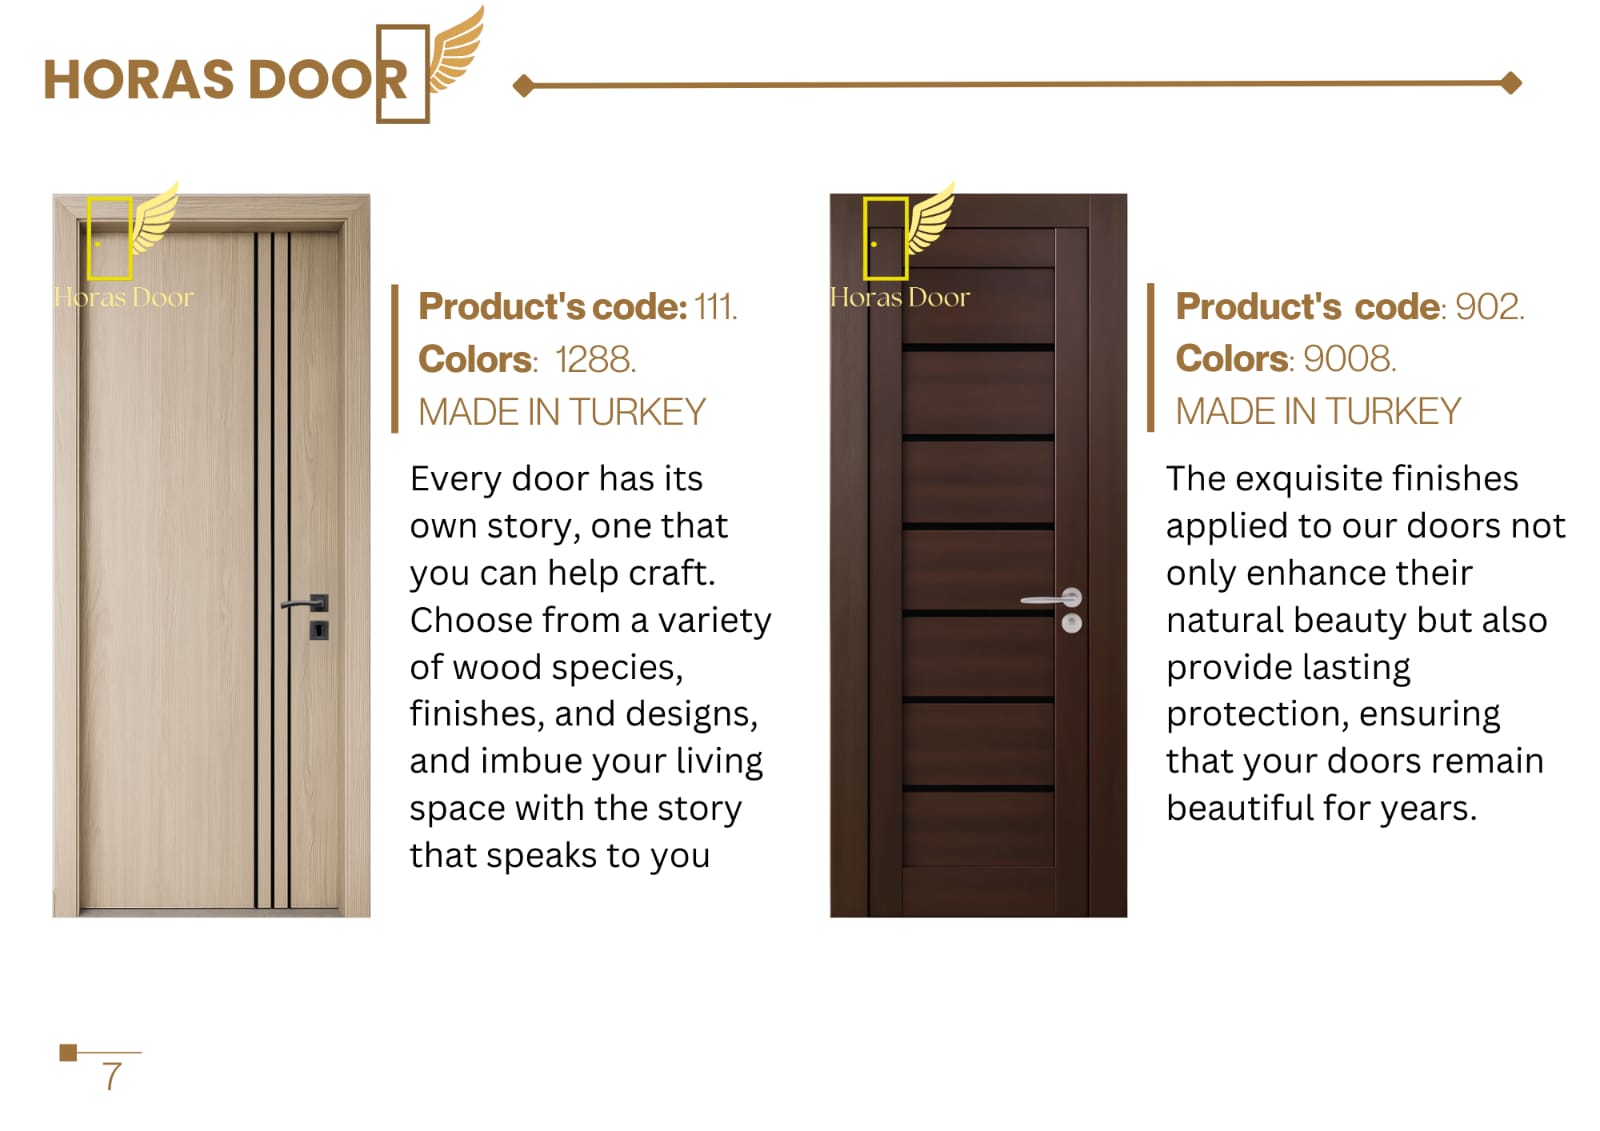 HORAS DOOR
Horas Door
Product's code: 111.
Colors: 1288.
MADE IN TURKEY
Every door has its
own story, one that
you can help craft.
Choose from a variety
of wood species,
finishes, and designs,
and imbue your living
space with the story
that speaks to you
Horas Door
Product's code: 902.
Colors: 9008.
MADE IN TURKEY
The exquisite finishes
applied to our doors not
only enhance their
natural beauty but also
provide lasting
protection, ensuring
that your doors remain
beautiful for years.
7